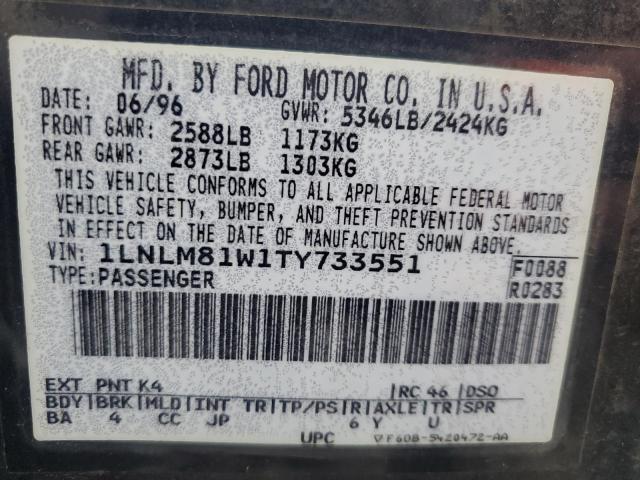 MFD. BY FORD MOTOR CO. IN U.S.A.
DATE: 06/96 GVWR: 5346LB/2424KG
FRONT GAWR: 2588LB 1173KG
REAR GAWR: 2873LB 1303KG
THIS VEHICLE CONFORMS TO ALL APPLICABLE FEDERAL MOTOR
VEHICLE SAFETY, BUMPER, AND THEFT PREVENTION STANDARDS
IN EFFECT ON THE DATE OF MANUFACTURE SHOWN ABOVE.
VIN: 1LNLM81W1TY733551 F0088
TYPE: PASSENGER R0283
EXT PNT K4 RC 46 DSO
BDY BRK MLD INT TR TP/PS R AXLE TR SPR
BA 4 CC JP 6 Y U
UPC F6DB-5420472-AA